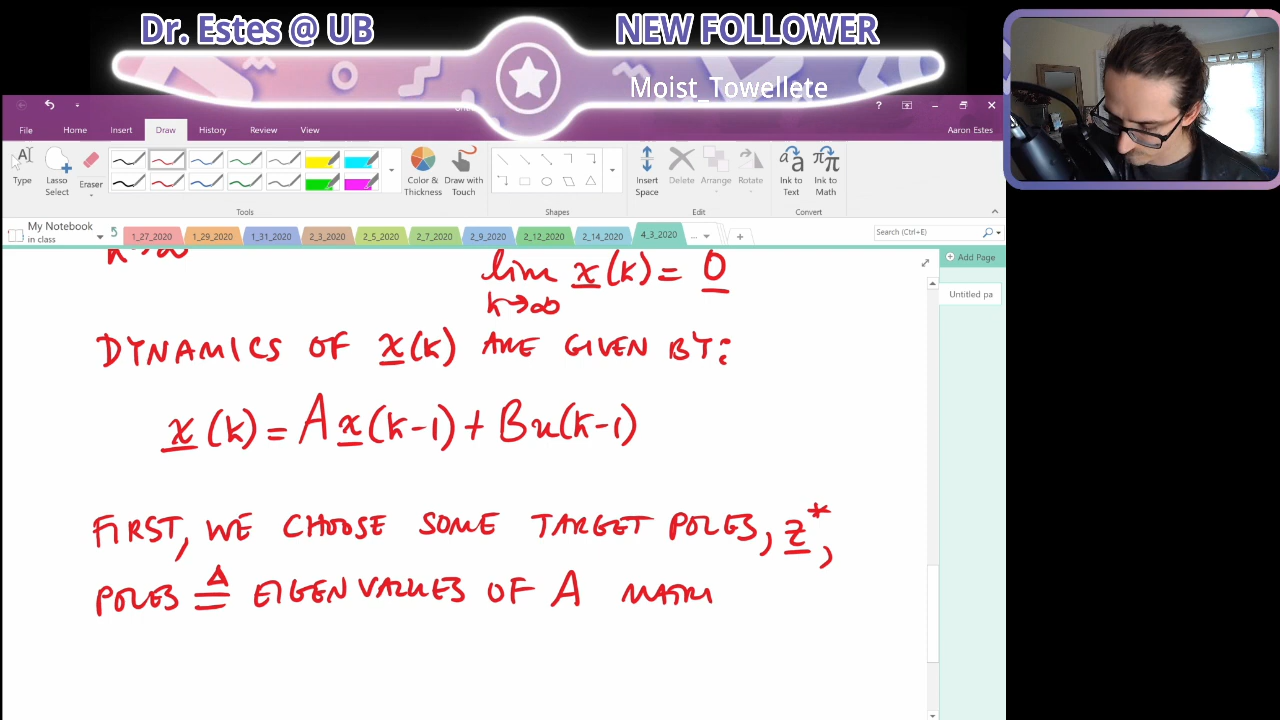 Dr. Estes @ UB
NEW FOLLOWER
Moist_Towellete
File Home Insert Draw History Review View
Aaron Estes
Type
Lasso Select
Eraser
Color & Thickness
Draw with Touch
Insert Space
Delete
Arrange
Rotate
Ink to Text
Ink to Math
Tools
Shapes
Edit
Convert
My Notebook
in class
1_27_2020 1_29_2020 1_31_2020 2_3_2020 2_5_2020 2_7_2020 2_9_2020 2_12_2020 2_14_2020 4_3_2020 ...
Search (Ctrl+E)
Add Page
Untitled pa
k→∞
lim x(k) = 0
k→∞
DYNAMICS OF x(k) ARE GIVEN BY:
x(k) = Ax(k-1) + Bu(k-1)
FIRST, WE CHOOSE SOME TARGET POLES, z*,
POLES ≜ EIGENVALUES OF A MATRI